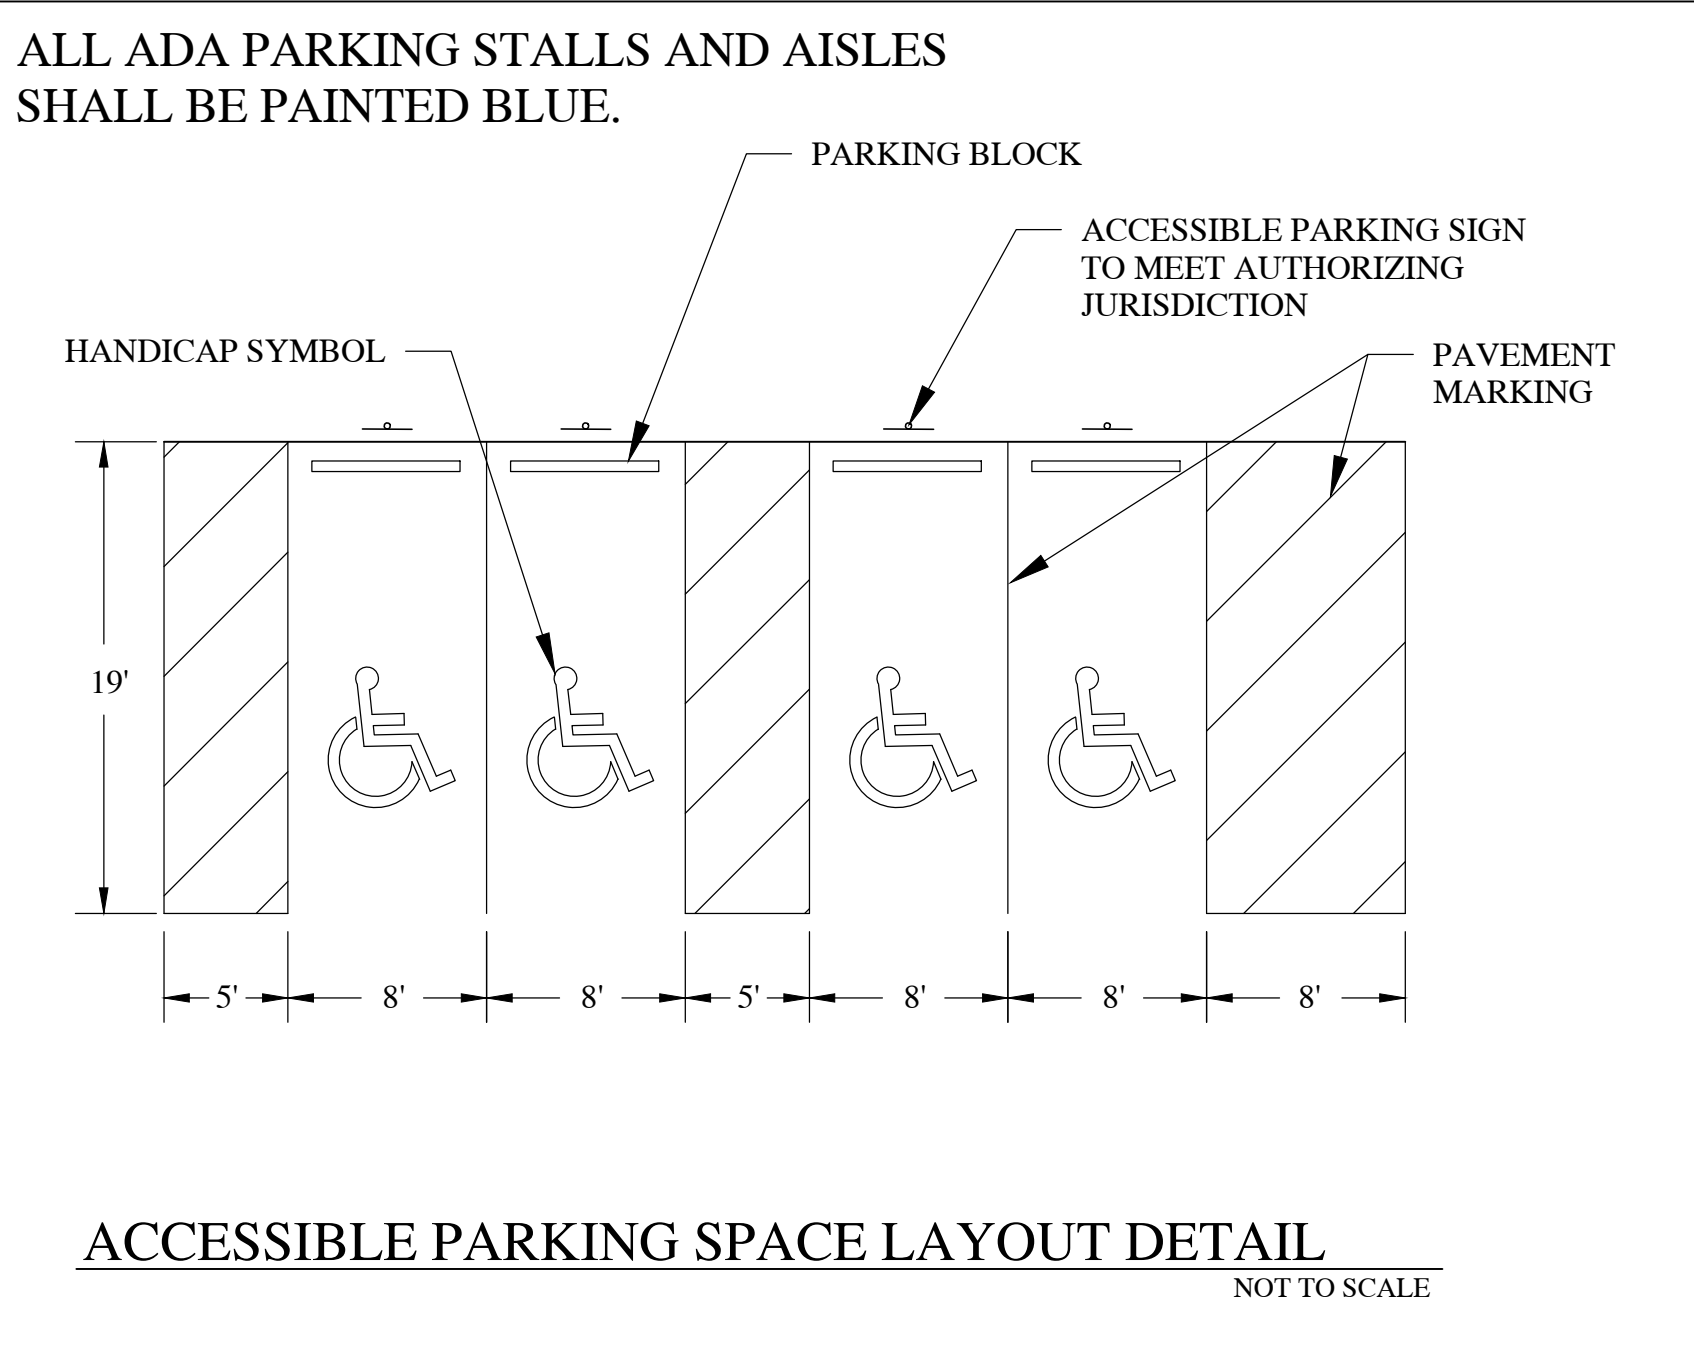 ALL ADA PARKING STALLS AND AISLES
SHALL BE PAINTED BLUE.
PARKING BLOCK
ACCESSIBLE PARKING SIGN
TO MEET AUTHORIZING
JURISDICTION
HANDICAP SYMBOL
PAVEMENT
MARKING
19'
5' 8' 8' 5' 8' 8' 8'
ACCESSIBLE PARKING SPACE LAYOUT DETAIL
NOT TO SCALE